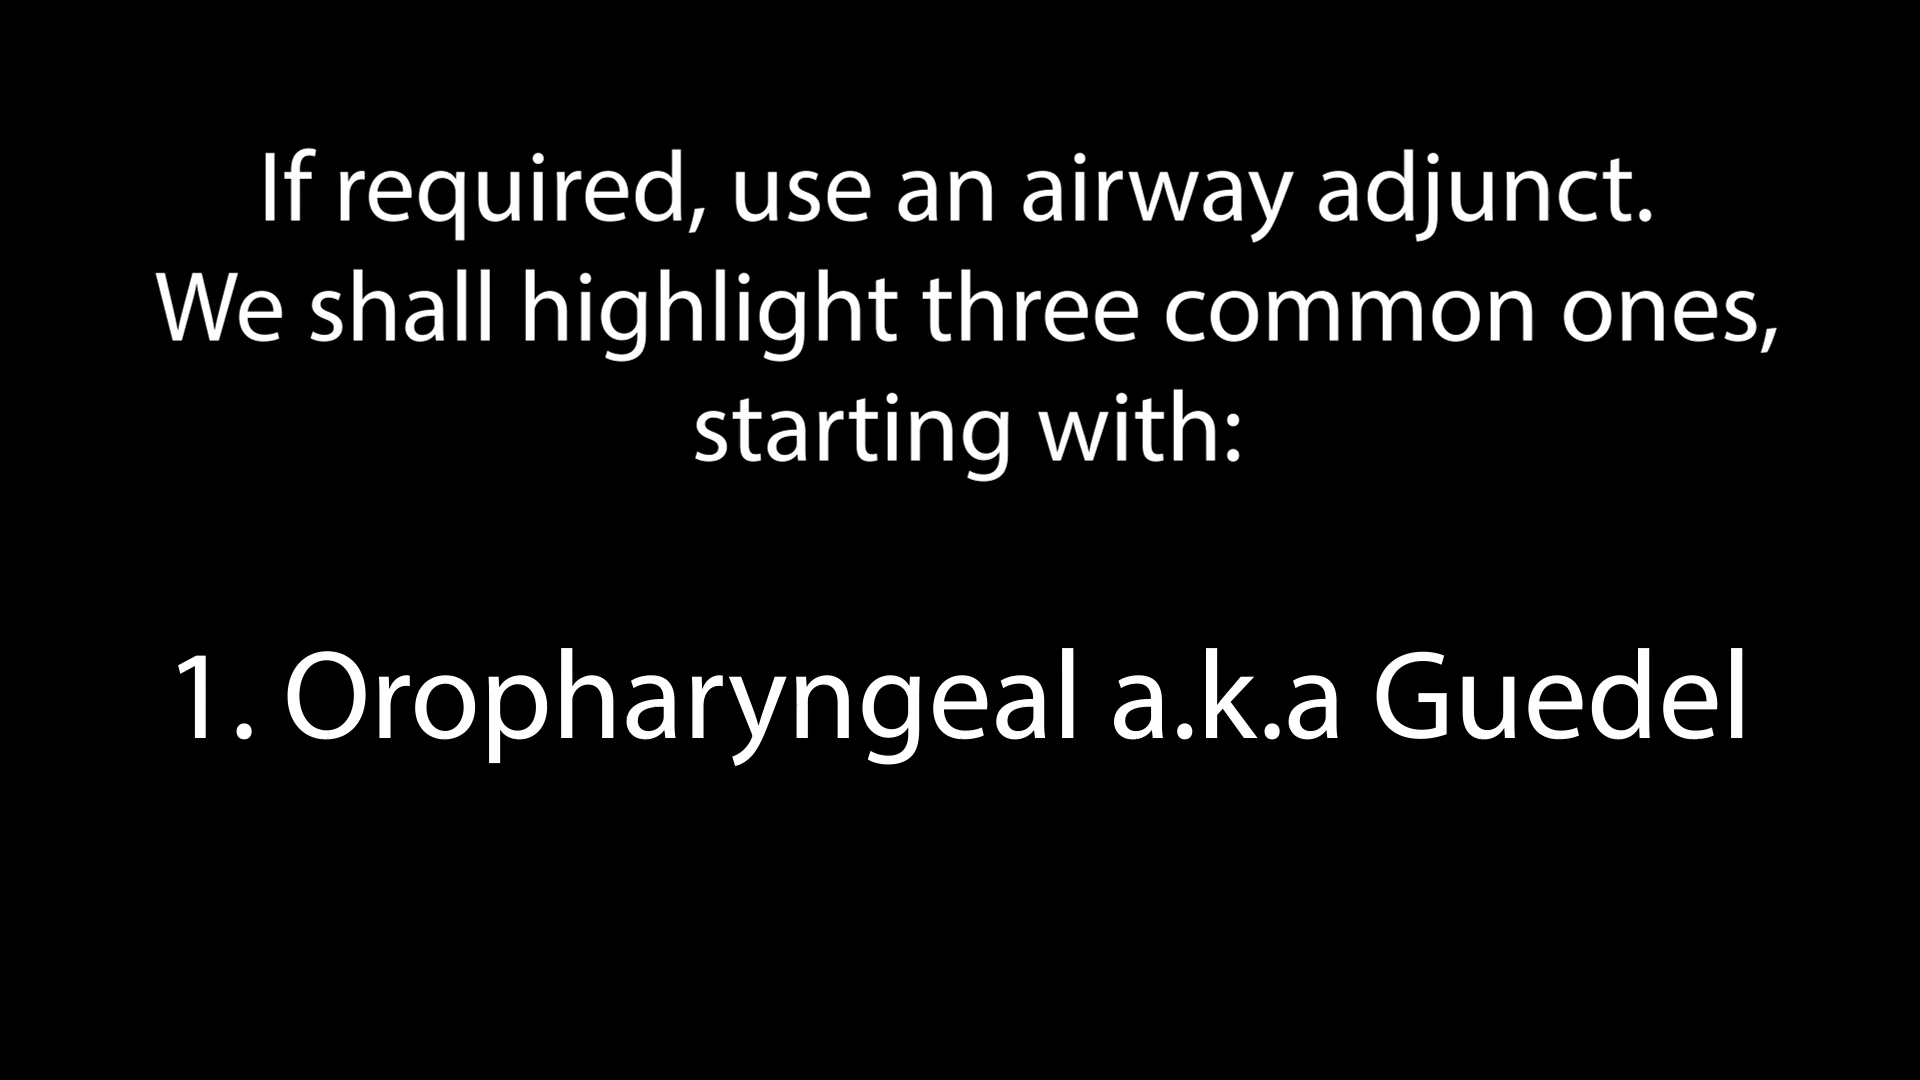 If required, use an airway adjunct.
We shall highlight three common ones,
starting with:
1. Oropharyngeal a.k.a Guedel